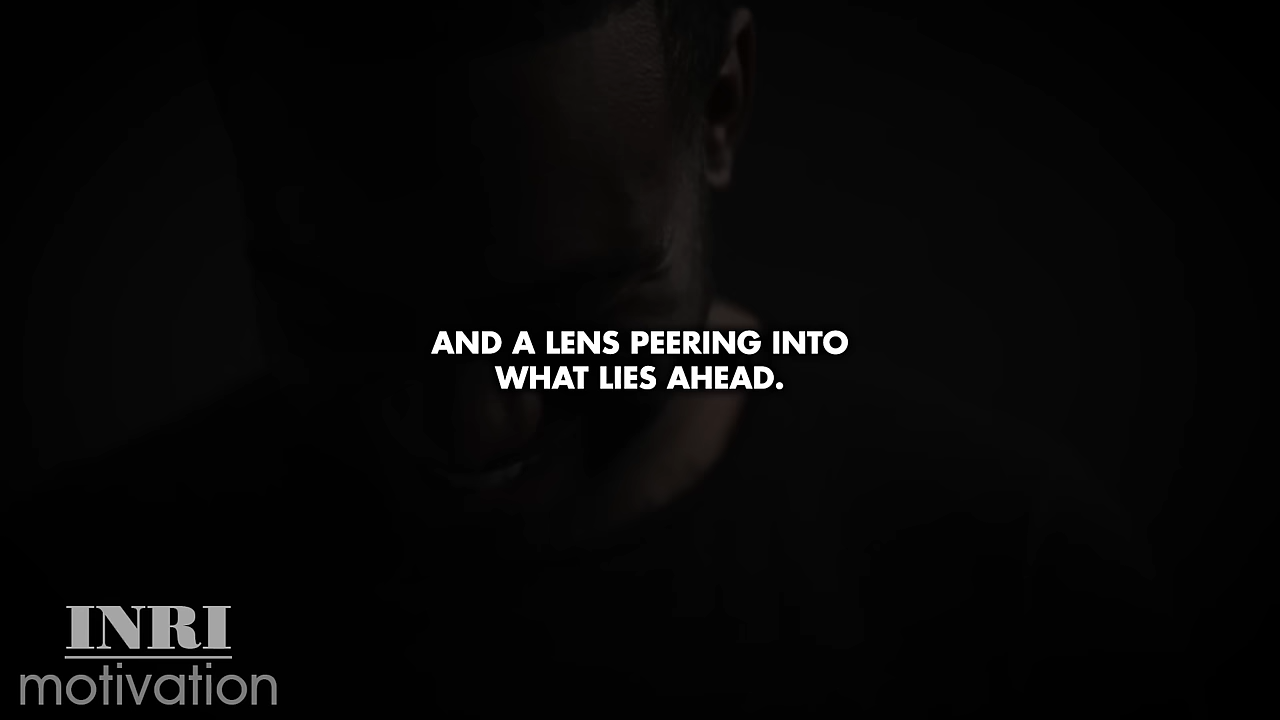 AND A LENS PEERING INTO
WHAT LIES AHEAD.
INRI
motivation